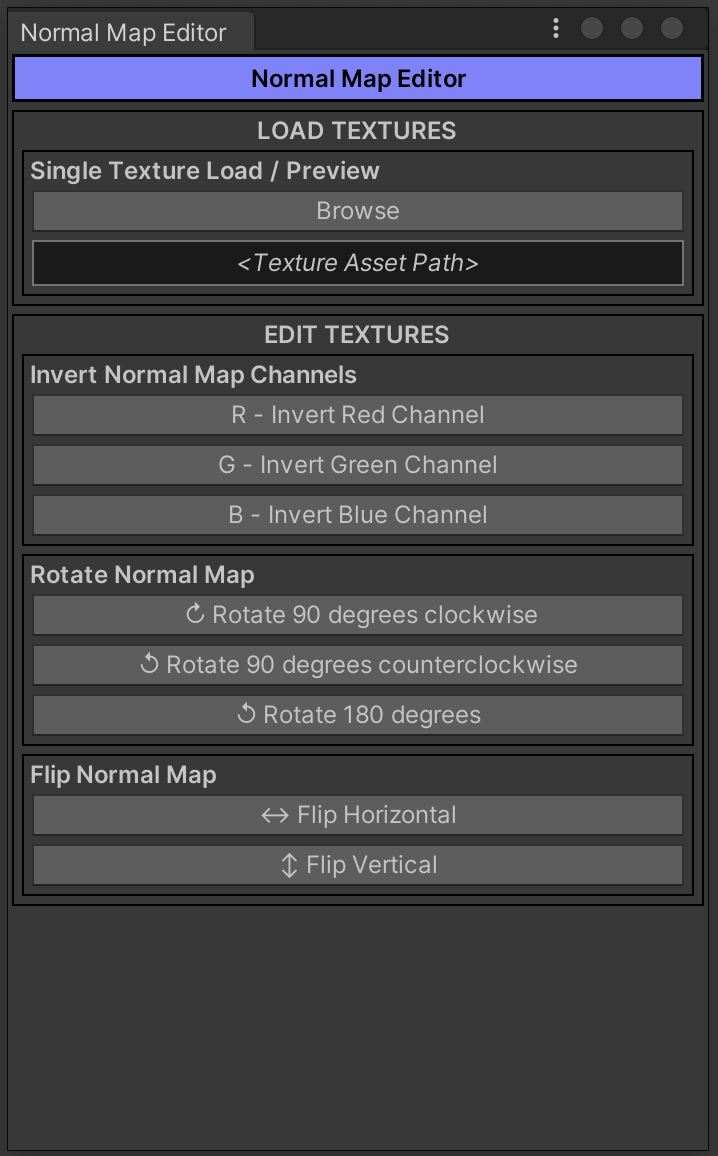 Normal Map Editor
Normal Map Editor
LOAD TEXTURES
Single Texture Load / Preview
Browse
<Texture Asset Path>
EDIT TEXTURES
Invert Normal Map Channels
R - Invert Red Channel
G - Invert Green Channel
B - Invert Blue Channel
Rotate Normal Map
↻ Rotate 90 degrees clockwise
↺ Rotate 90 degrees counterclockwise
↺ Rotate 180 degrees
Flip Normal Map
↔ Flip Horizontal
↕ Flip Vertical